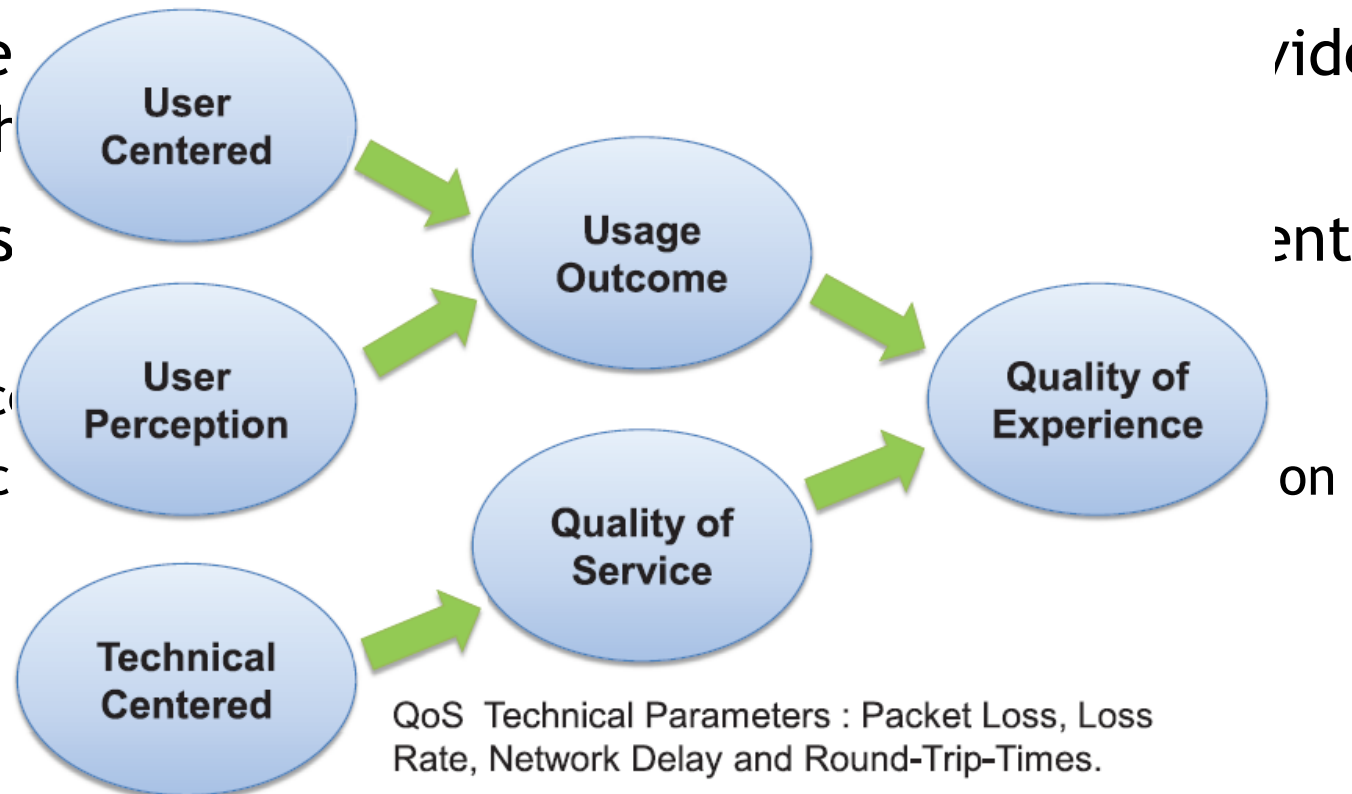 User
Centered
Usage
Outcome
User
Perception
Quality of
Experience
Quality of
Service
Technical
Centered
QoS Technical Parameters : Packet Loss, Loss
Rate, Network Delay and Round-Trip-Times.
on